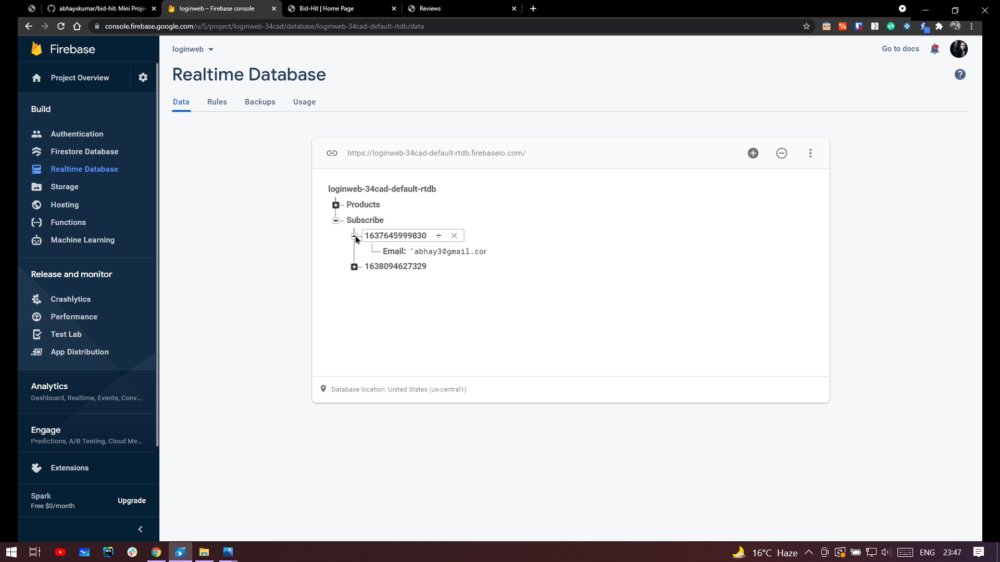 abhayxkumar/bid-hit: Mini Proje
loginweb – Firebase console
Bid-Hit | Home Page
Reviews
console.firebase.google.com/u/5/project/loginweb-34cad/database/loginweb-34cad-default-rtdb/data
Firebase
loginweb
Go to docs
Project Overview
Realtime Database
Data Rules Backups Usage
Build
Authentication
Firestore Database
Realtime Database
Storage
Hosting
Functions
Machine Learning
https://loginweb-34cad-default-rtdb.firebaseio.com/
loginweb-34cad-default-rtdb
Products
Subscribe
1637645999830
Email: "abhay3@gmail.com
1638094627329
Database location: United States (us-central1)
Release and monitor
Crashlytics
Performance
Test Lab
App Distribution
Analytics
Dashboard, Realtime, Events, Conv...
Engage
Predictions, A/B Testing, Cloud Me...
Extensions
Spark
Free $0/month
Upgrade
WS
16°C Haze
ENG
23:47